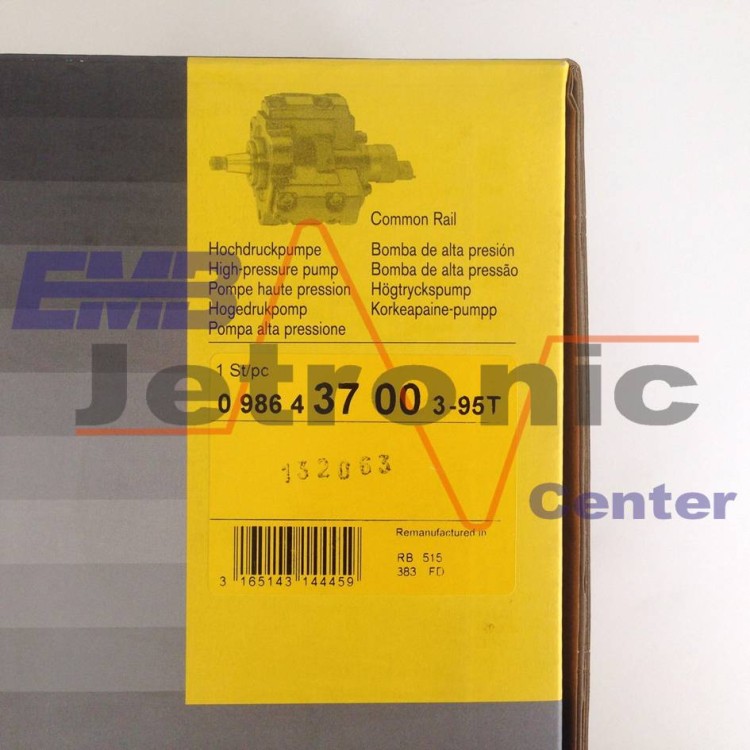 Common Rail
Hochdruckpumpe
High-pressure pump
Pompe haute pression
Hogedrukpomp
Pompa alta pressione
Bomba de alta presión
Bomba de alta pressão
Högtryckspump
Korkeapaine-pumpp
EMB
Jetronic
Center
1 St/pc
0 986 4 37 00 3-95T
132063
3 165143 144459
Remanufactured in
RB 515
383 FD